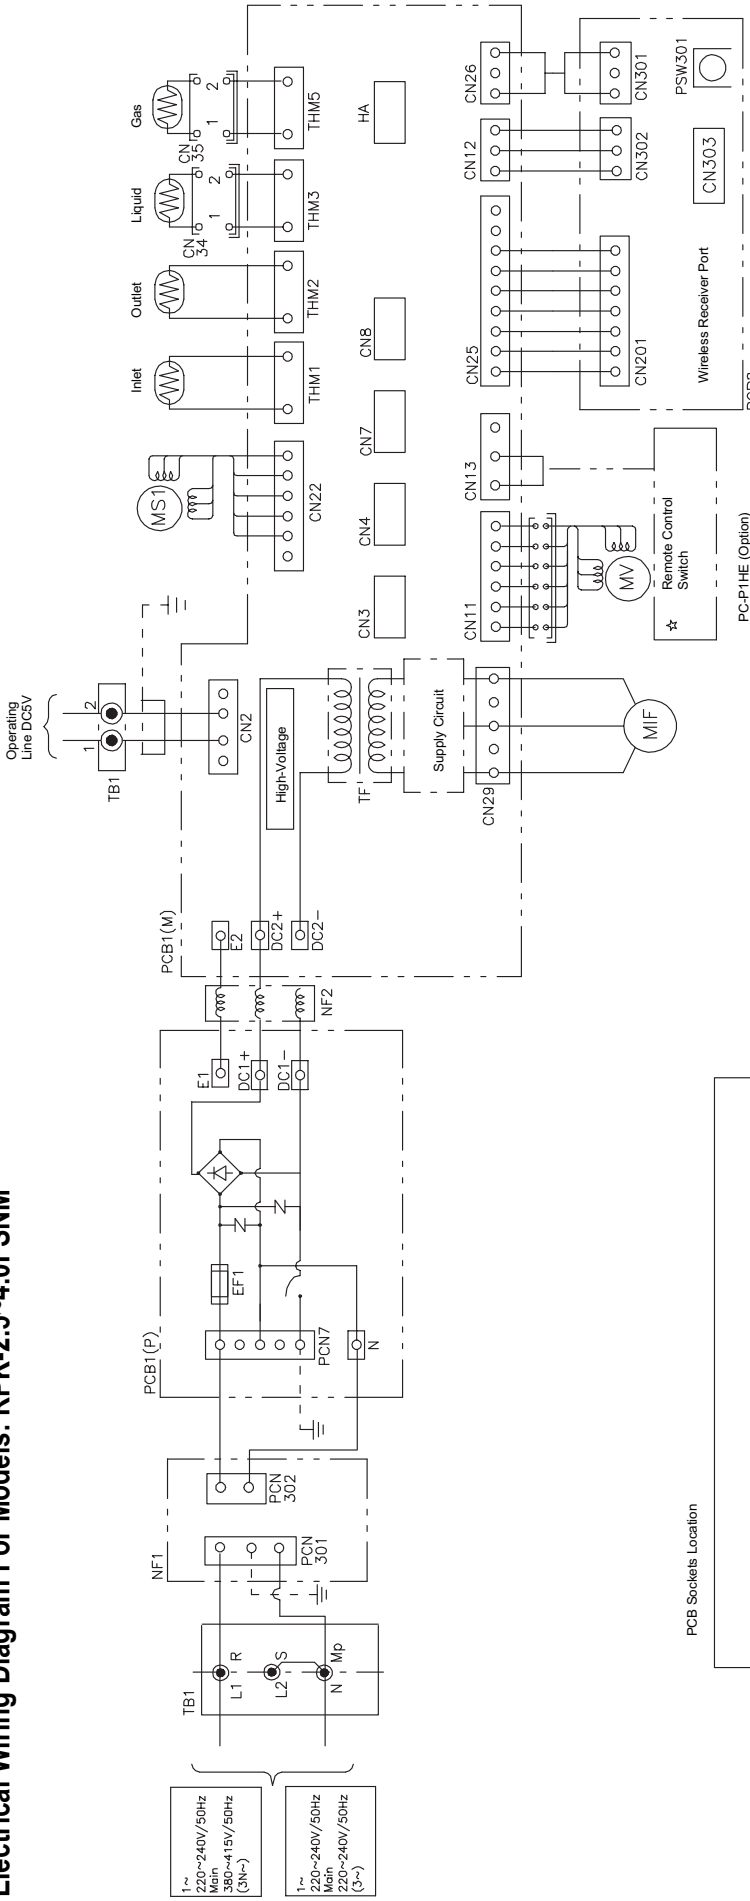 Electrical Wiring Diagram For Models:
Operating
Line DC5V
TB1
1
2
CN2
PCB1(M)
High-Voltage
TF
Supply Circuit
CN29
MIF
MS1
CN22
Inlet
THM1
Outlet
THM2
Liquid
CN
34
1
2
THM3
Gas
CN
35
1
2
THM5
HA
CN3
CN4
CN7
CN8
CN11
MV
CN13
Remote Control
Switch
☆
PC-P1HE (Option)
CN25
CN201
CN12
CN302
CN26
CN301
PSW301
CN303
Wireless Receiver Port
E2
DC2+
DC2-
NF2
E1
DC1+
DC1-
EF1
PCN7
N
PCB1(P)
PCN
302
PCN
301
NF1
TB1
L1
R
L2
S
N
Mp
1~
220~240V/50Hz
Main
380~415V/50Hz
(3N~)
1~
220~240V/50Hz
Main
220~240V/50Hz
(3~)
PCB Sockets Location